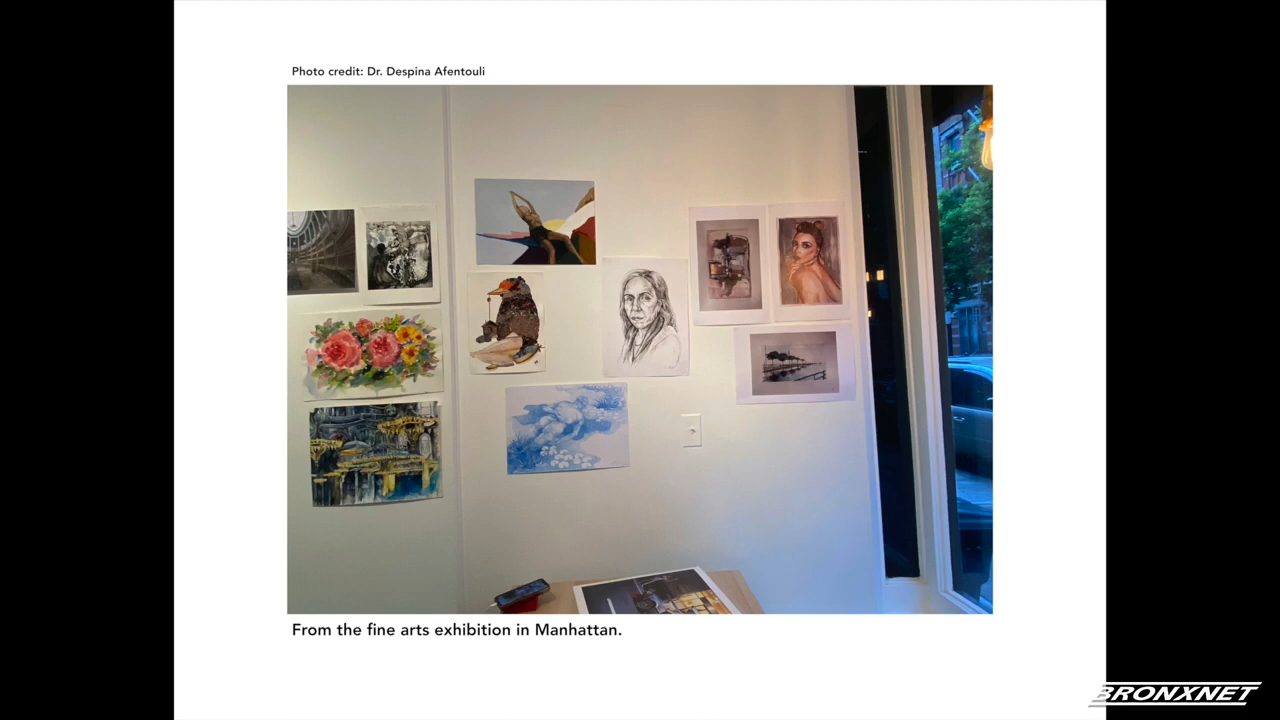 Photo credit: Dr. Despina Afentouli
From the fine arts exhibition in Manhattan.
BRONXNET